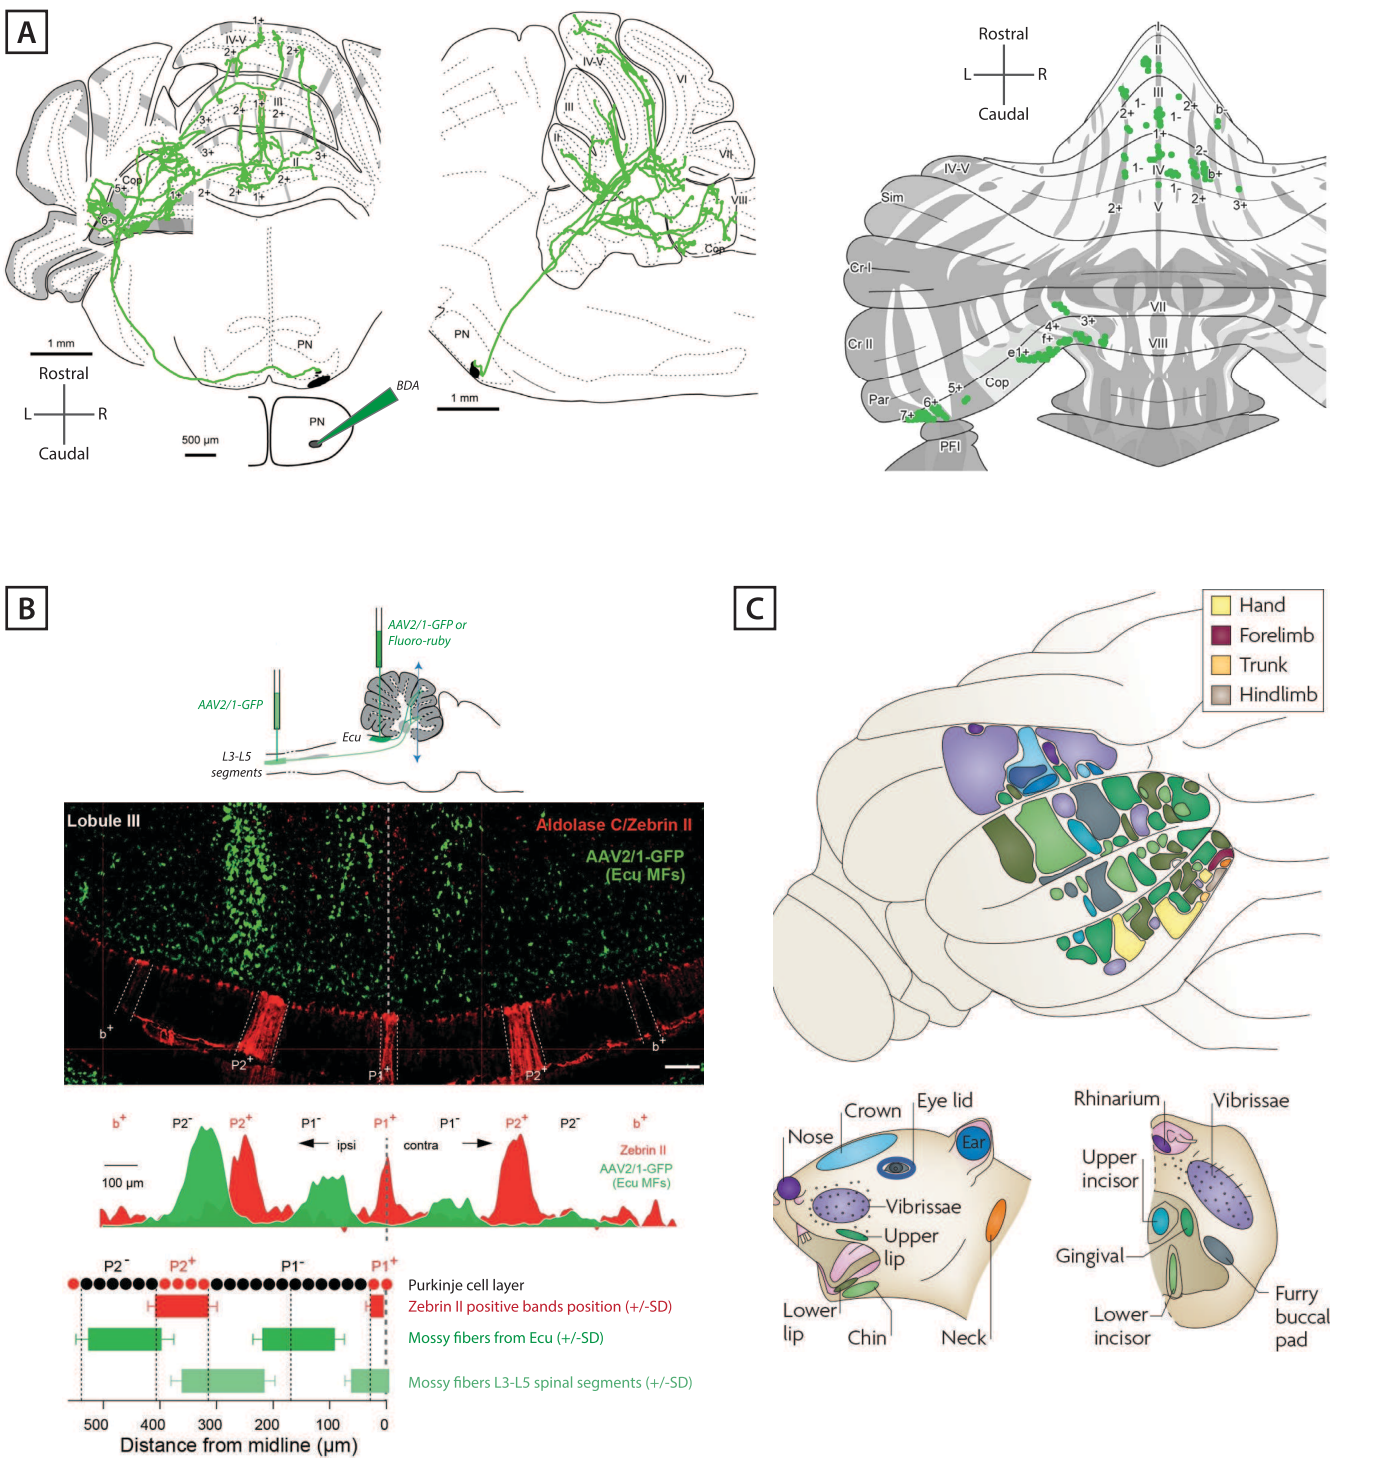 A
1+
IV-V
2+
2+
1+
III
2+
2+
3+
3+
II
3+
Cop
5+
1+
2+
2+
2+
1+
6+
PN
1 mm
Rostral
L
R
Caudal
BDA
PN
500 µm
IV-V
VI
III
II
VII
VIII
Cop
PN
1 mm
Rostral
L
R
Caudal
I
II
III
1-
2+
2+
1-
b-
1+
2-
1-
IV
b+
1-
IV-V
2+
V
2+
3+
Sim
Cr I
VII
4+
3+
f+
Cr II
VIII
e1+
Cop
5+
Par
6+
7+
PFl
B
AAV2/1-GFP or
Fluoro-ruby
AAV2/1-GFP
Ecu
L3-L5
segments
Lobule III
Aldolase C/Zebrin II
AAV2/1-GFP
(Ecu MFs)
b+
P2+
P1+
P2+
b+
b+
P2-
P2+
P1-
P1+
P1-
P2+
P2-
b+
ipsi
contra
Zebrin II
AAV2/1-GFP
(Ecu MFs)
100 µm
P2-
P2+
P1-
P1+
Purkinje cell layer
Zebrin II positive bands position (+/-SD)
Mossy fibers from Ecu (+/-SD)
Mossy fibers L3-L5 spinal segments (+/-SD)
500
400
300
200
100
0
Distance from midline (µm)
C
Hand
Forelimb
Trunk
Hindlimb
Nose
Crown
Eye lid
Ear
Vibrissae
Upper
lip
Lower
lip
Chin
Neck
Rhinarium
Vibrissae
Upper
incisor
Gingival
Lower
incisor
Furry
buccal
pad